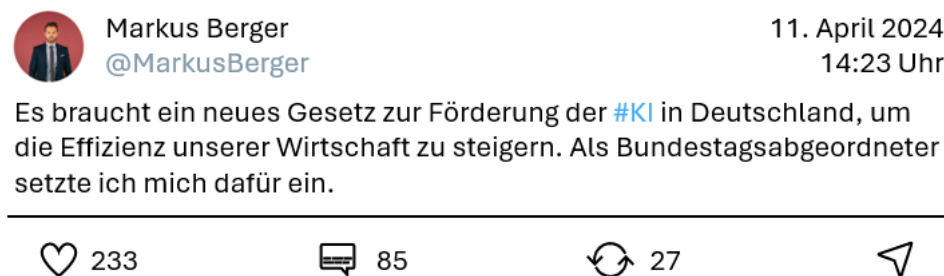 Markus Berger
11. April 2024
@MarkusBerger
14:23 Uhr
Es braucht ein neues Gesetz zur Förderung der #KI in Deutschland, um
die Effizienz unserer Wirtschaft zu steigern. Als Bundestagsabgeordneter
setzte ich mich dafür ein.
233
85
27